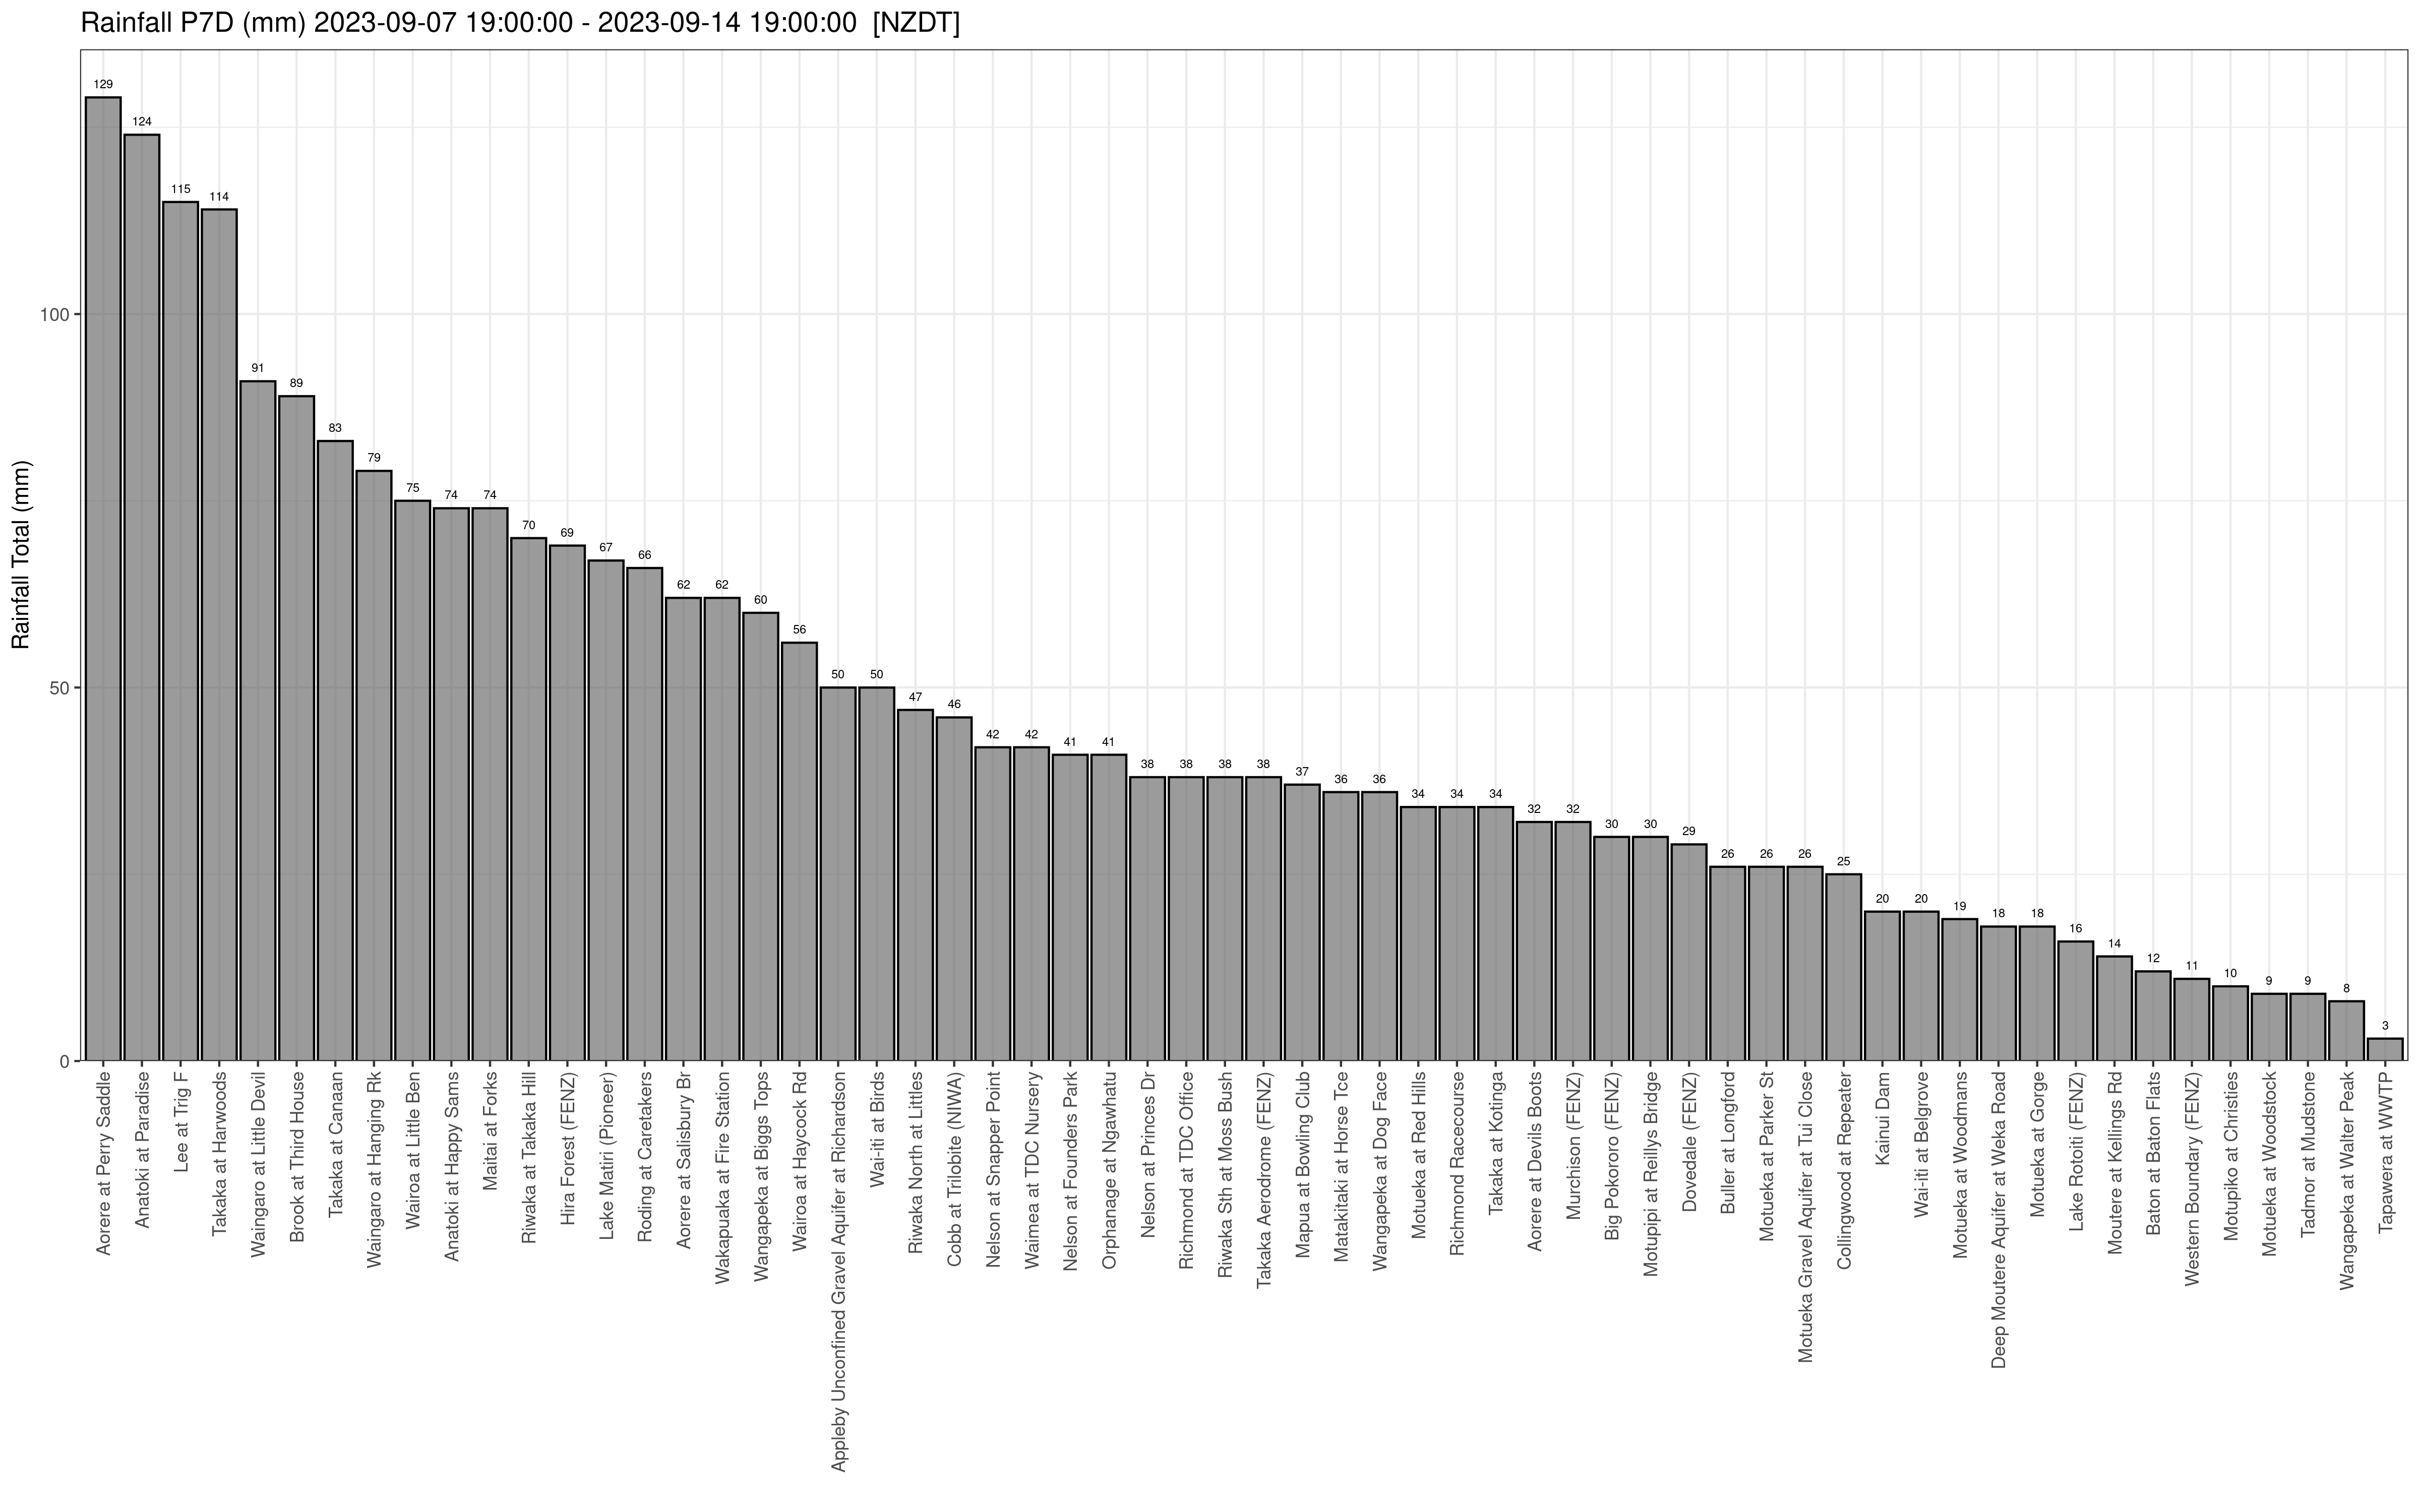 Rainfall P7D (mm) 2023-09-07 19:00:00 - 2023-09-14 19:00:00 [NZDT]
Rainfall Total (mm)
100
50
0
129
124
115
114
91
89
83
79
75
74
74
70
69
67
66
62
62
60
56
50
50
47
46
42
42
41
41
38
38
38
38
37
36
36
34
34
34
32
32
30
30
29
26
26
26
25
20
20
19
18
18
16
14
12
11
10
9
9
8
3
Aorere at Perry Saddle
Anatoki at Paradise
Lee at Trig F
Takaka at Harwoods
Waingaro at Little Devil
Brook at Third House
Takaka at Canaan
Waingaro at Hanging Rk
Wairoa at Little Ben
Anatoki at Happy Sams
Maitai at Forks
Riwaka at Takaka Hill
Hira Forest (FENZ)
Lake Matiri (Pioneer)
Roding at Caretakers
Aorere at Salisbury Br
Wakapuaka at Fire Station
Wangapeka at Biggs Tops
Wairoa at Haycock Rd
Appleby Unconfined Gravel Aquifer at Richardson
Wai-iti at Birds
Riwaka North at Littles
Cobb at Trilobite (NIWA)
Nelson at Snapper Point
Waimea at TDC Nursery
Nelson at Founders Park
Orphanage at Ngawhatu
Nelson at Princes Dr
Richmond at TDC Office
Riwaka Sth at Moss Bush
Takaka Aerodrome (FENZ)
Mapua at Bowling Club
Matakitaki at Horse Tce
Wangapeka at Dog Face
Motueka at Red Hills
Richmond Racecourse
Takaka at Kotinga
Aorere at Devils Boots
Murchison (FENZ)
Big Pokororo (FENZ)
Motupipi at Reillys Bridge
Dovedale (FENZ)
Buller at Longford
Motueka at Parker St
Motueka Gravel Aquifer at Tui Close
Collingwood at Repeater
Kainui Dam
Wai-iti at Belgrove
Motueka at Woodmans
Deep Moutere Aquifer at Weka Road
Motueka at Gorge
Lake Rotoiti (FENZ)
Moutere at Kellings Rd
Baton at Baton Flats
Western Boundary (FENZ)
Motupiko at Christies
Motueka at Woodstock
Tadmor at Mudstone
Wangapeka at Walter Peak
Tapawera at WWTP